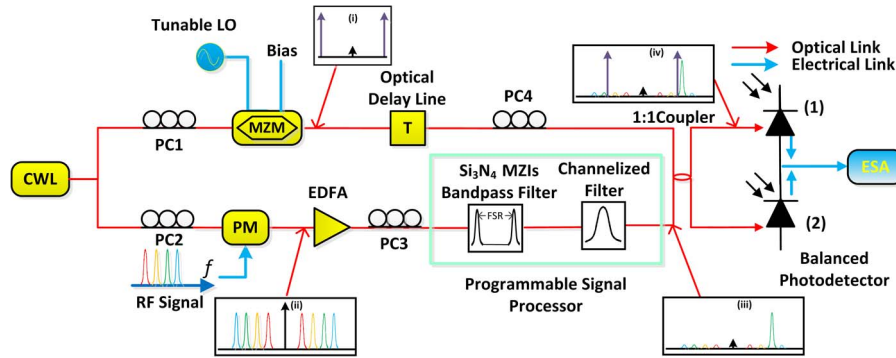 Tunable LO
Bias
(i)
(iv)
Optical Link
Electrical Link
Optical
Delay Line
PC4
1:1Coupler
(1)
MZM
T
PC1
CWL
Si₃N₄ MZIs
Bandpass Filter
Channelized
Filter
ESA
EDFA
FSR
PC2
PM
PC3
(2)
f
RF Signal
Programmable Signal
Processor
Balanced
Photodetector
(ii)
(iii)